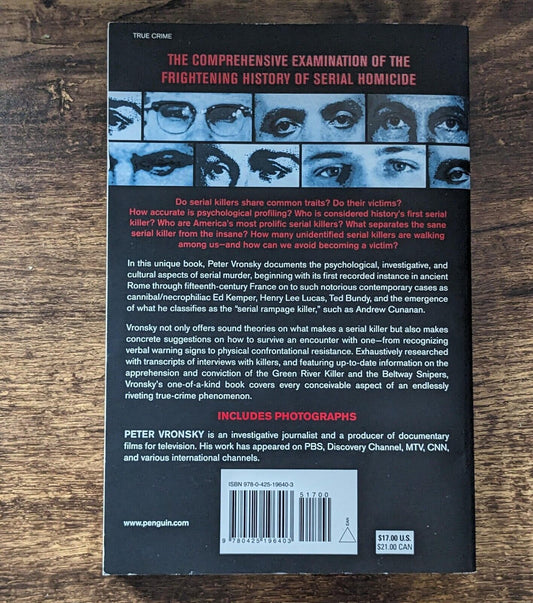 TRUE CRIME
THE COMPREHENSIVE EXAMINATION OF THE
FRIGHTENING HISTORY OF SERIAL HOMICIDE
Do serial killers share common traits? Do their victims?
How accurate is psychological profiling? Who is considered history's first serial
killer? Who are America's most prolific serial killers? What separates the sane
serial killer from the insane? How many unidentified serial killers are walking
among us—and how can we avoid becoming a victim?
In this unique book, Peter Vronsky documents the psychological, investigative, and
cultural aspects of serial murder, beginning with its first recorded instance in ancient
Rome through fifteenth-century France on to such notorious contemporary cases as
cannibal/necrophiliac Ed Kemper, Henry Lee Lucas, Ted Bundy, and the emergence
of what he classifies as the "serial rampage killer," such as Andrew Cunanan.
Vronsky not only offers sound theories on what makes a serial killer but also makes
concrete suggestions on how to survive an encounter with one—from recognizing
verbal warning signs to physical confrontational resistance. Exhaustively researched
with transcripts of interviews with killers, and featuring up-to-date information on the
apprehension and conviction of the Green River Killer and the Beltway Snipers,
Vronsky's one-of-a-kind book covers every conceivable aspect of an endlessly
riveting true-crime phenomenon.
INCLUDES PHOTOGRAPHS
PETER VRONSKY is an investigative journalist and a producer of documentary
films for television. His work has appeared on PBS, Discovery Channel, MTV, CNN,
and various international channels.
ISBN 978-0-425-19640-3
51700
9 780425 196403
EAN
www.penguin.com
$17.00 U.S.
$21.00 CAN